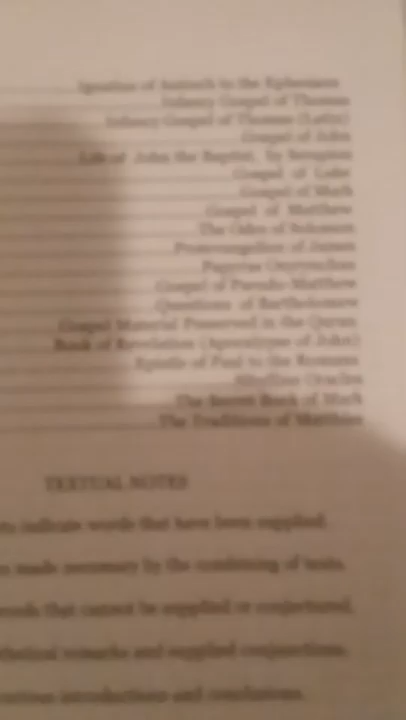 Ignatius of Antioch to the Ephesians
Infancy Gospel of Thomas
Infancy Gospel of Thomas (Latin)
Gospel of John
Life of John the Baptist, by Serapion
Gospel of Luke
Gospel of Mark
Gospel of Matthew
The Odes of Solomon
Protevangelion of James
Papyrus Oxyrynchus
Gospel of Pseudo-Matthew
Questions of Bartholomew
Gospel Material Preserved in the Quran
Book of Revelation (Apocalypse of John)
Epistle of Paul to the Romans
Sibylline Oracles
The Secret Book of Mark
The Traditions of Matthias
TEXTUAL NOTES
indicate words that have been supplied.
made necessary by the combining of texts.
words that cannot be supplied or conjectured.
remarks and supplied conjunctions.
various introductions and conclusions.